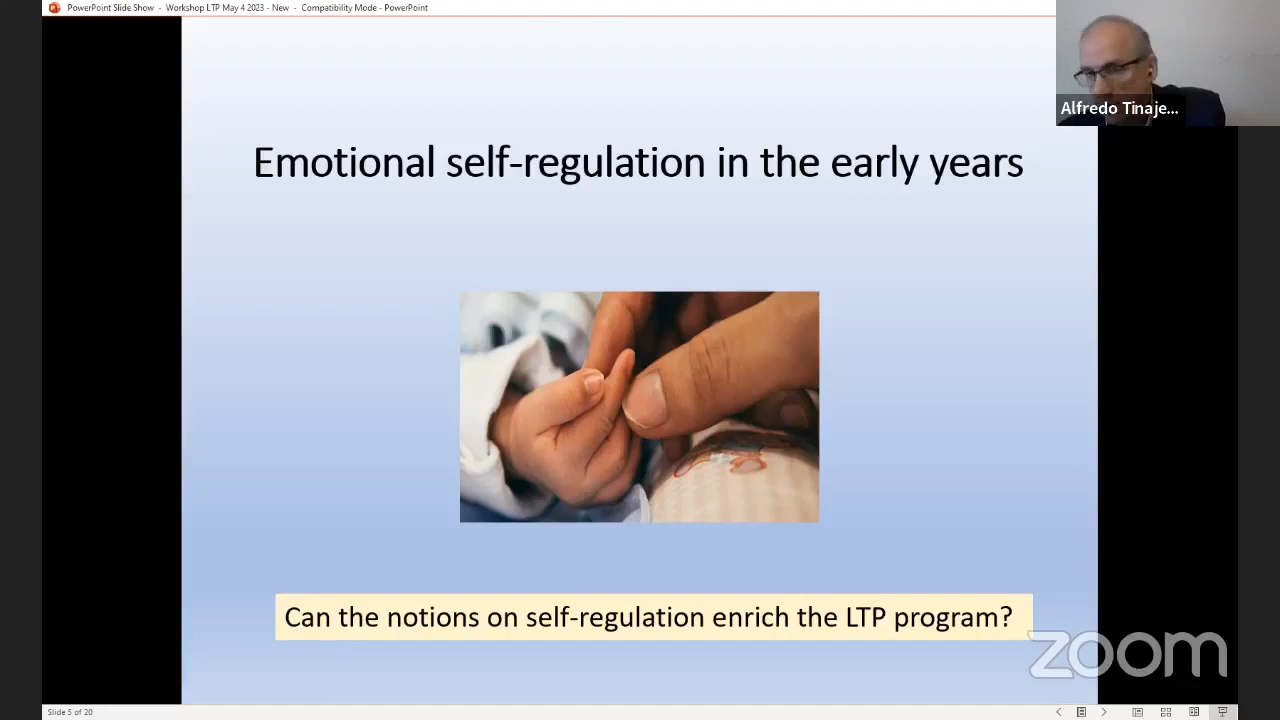 PowerPoint Slide Show - Workshop LTP May 4 2023 - New - Compatibility Mode - PowerPoint
Alfredo Tinaje...
Emotional self-regulation in the early years
Can the notions on self-regulation enrich the LTP program?
zoom
Slide 5 of 20